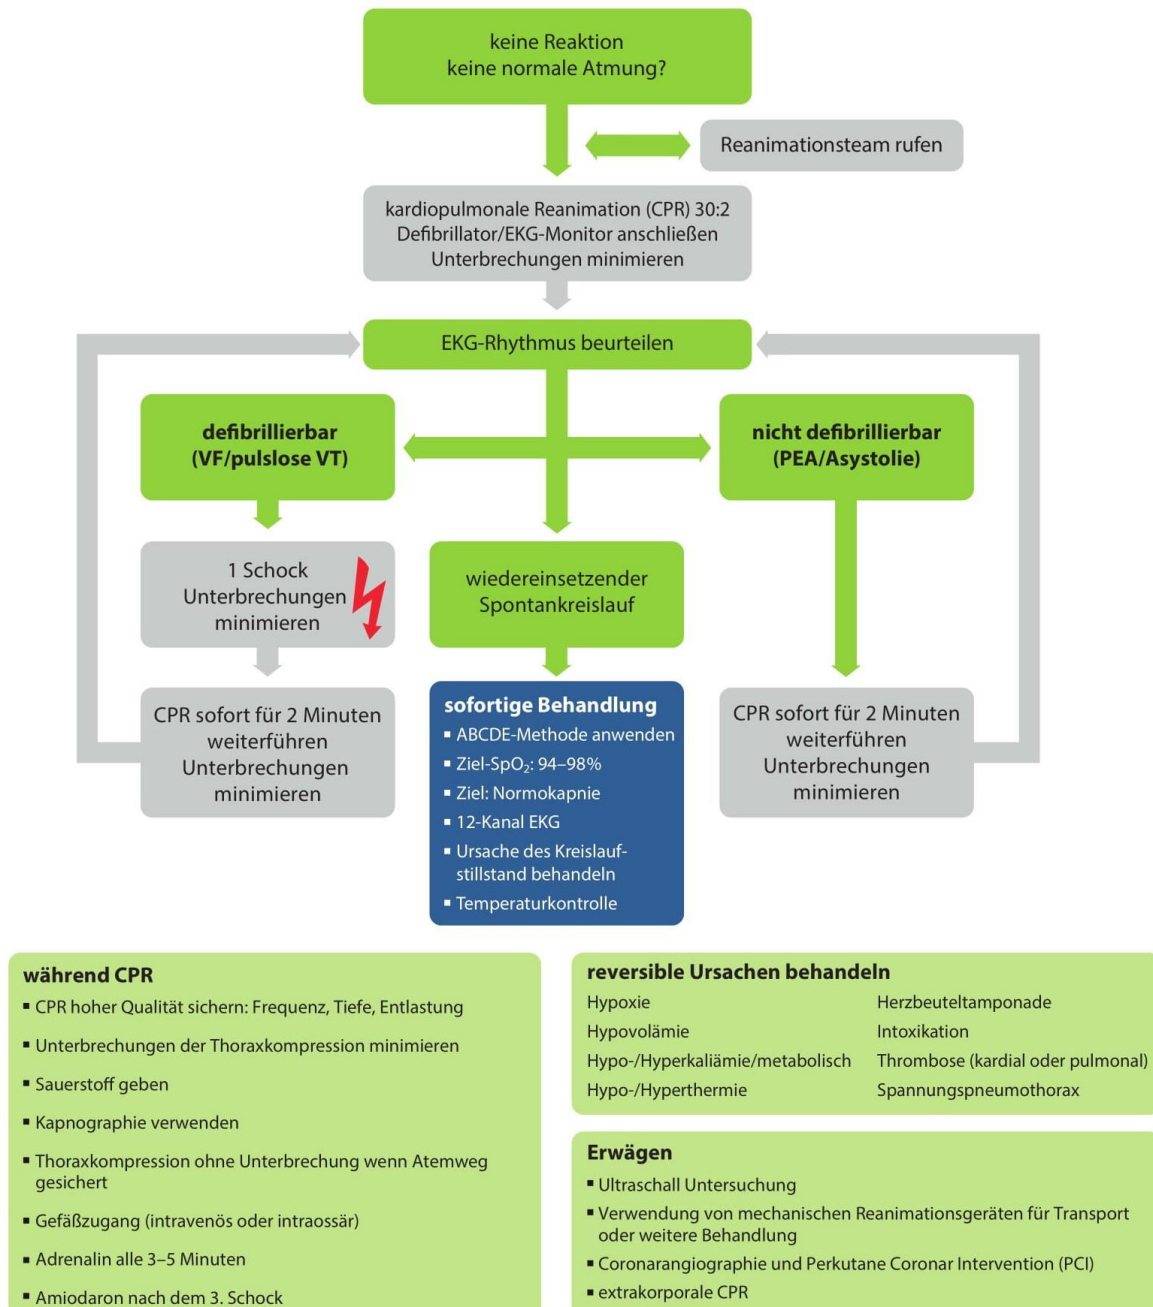 keine Reaktion
keine normale Atmung?
Reanimationsteam rufen
kardiopulmonale Reanimation (CPR) 30:2
Defibrillator/EKG-Monitor anschließen
Unterbrechungen minimieren
EKG-Rhythmus beurteilen
defibrillierbar
(VF/pulslose VT)
nicht defibrillierbar
(PEA/Asystolie)
1 Schock
Unterbrechungen
minimieren
wiedereinsetzender
Spontankreislauf
CPR sofort für 2 Minuten
weiterführen
Unterbrechungen
minimieren
sofortige Behandlung
▪ ABCDE-Methode anwenden
▪ Ziel-SpO₂: 94–98%
▪ Ziel: Normokapnie
▪ 12-Kanal EKG
▪ Ursache des Kreislauf-
stillstand behandeln
▪ Temperaturkontrolle
CPR sofort für 2 Minuten
weiterführen
Unterbrechungen
minimieren
während CPR
▪ CPR hoher Qualität sichern: Frequenz, Tiefe, Entlastung
▪ Unterbrechungen der Thoraxkompression minimieren
▪ Sauerstoff geben
▪ Kapnographie verwenden
▪ Thoraxkompression ohne Unterbrechung wenn Atemweg
gesichert
▪ Gefäßzugang (intravenös oder intraossär)
▪ Adrenalin alle 3–5 Minuten
▪ Amiodaron nach dem 3. Schock
reversible Ursachen behandeln
Hypoxie
Hypovolämie
Hypo-/Hyperkaliämie/metabolisch
Hypo-/Hyperthermie
Herzbeuteltamponade
Intoxikation
Thrombose (kardial oder pulmonal)
Spannungspneumothorax
Erwägen
▪ Ultraschall Untersuchung
▪ Verwendung von mechanischen Reanimationsgeräten für Transport
oder weitere Behandlung
▪ Coronarangiographie und Perkutane Coronar Intervention (PCI)
▪ extrakorporale CPR